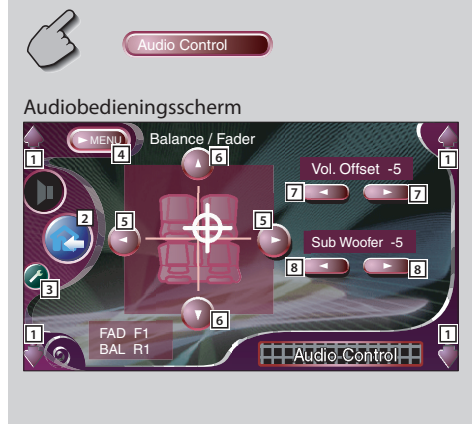 Audio Control
Audiobedieningsscherm
►MENU
Balance / Fader
1
4
6
1
Vol. Offset -5
7
7
2
5
5
Sub Woofer -5
8
8
3
6
1
1
FAD F1
BAL R1
Audio Control